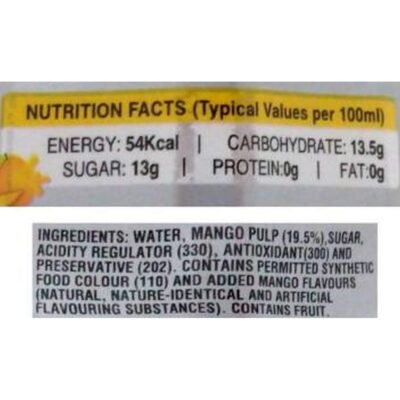 NUTRITION FACTS (Typical Values per 100ml)
ENERGY: 54Kcal | CARBOHYDRATE: 13.5g
SUGAR: 13g | PROTEIN:0g | FAT:0g
INGREDIENTS: WATER, MANGO PULP (19.5%),SUGAR,
ACIDITY REGULATOR (330), ANTIOXIDANT(300) AND
PRESERVATIVE (202). CONTAINS PERMITTED SYNTHETIC
FOOD COLOUR (110) AND ADDED MANGO FLAVOURS
(NATURAL, NATURE-IDENTICAL AND ARTIFICIAL
FLAVOURING SUBSTANCES). CONTAINS FRUIT.